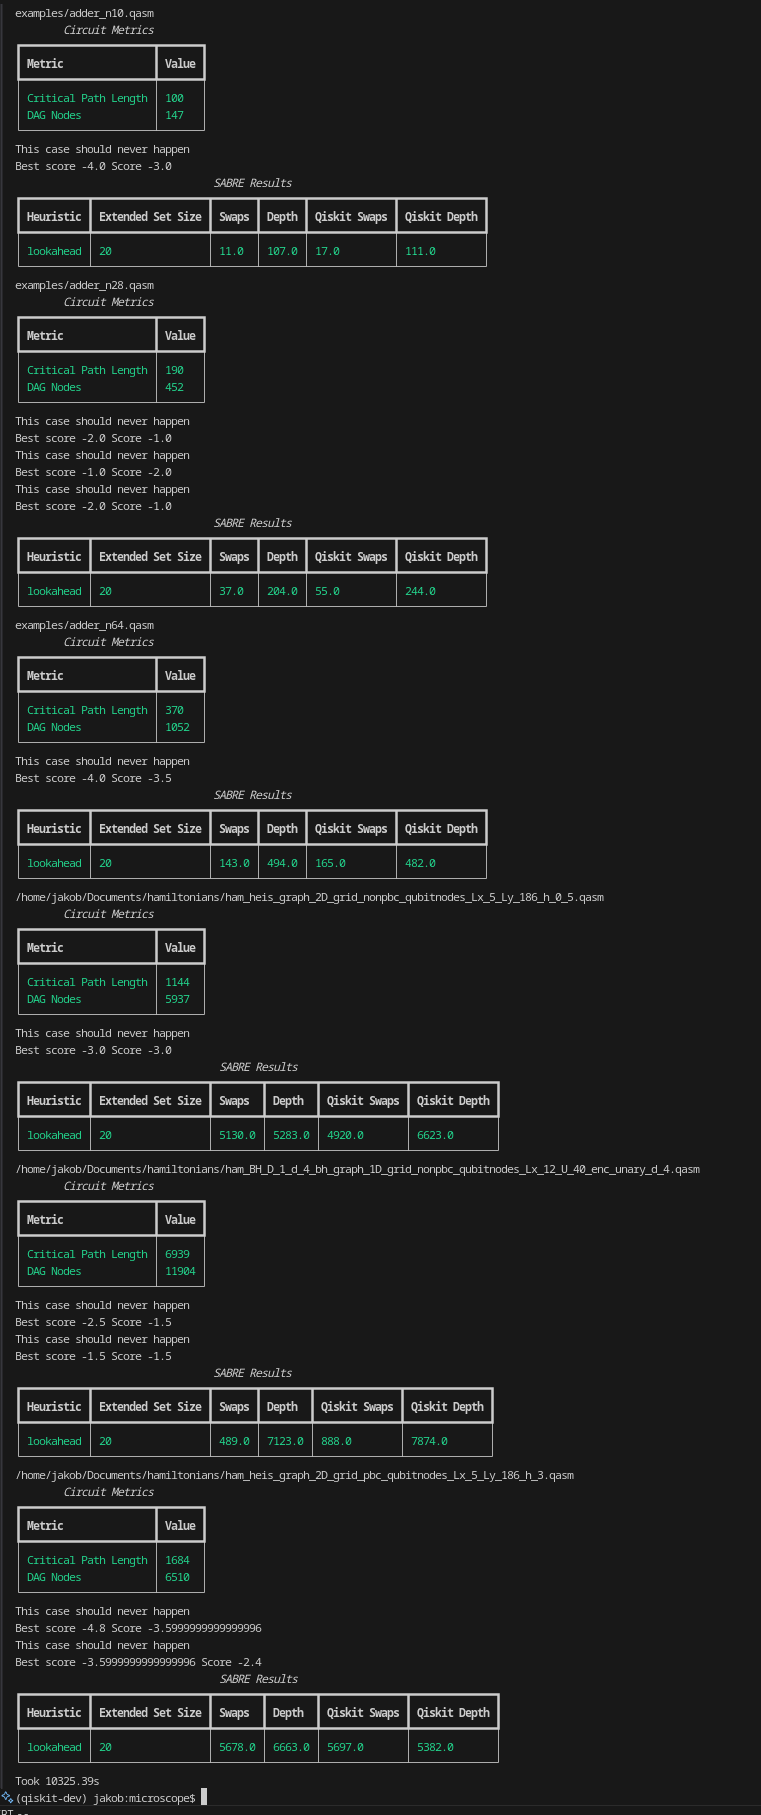 examples/adder_n10.qasm
Circuit Metrics
Metric Value
Critical Path Length 100
DAG Nodes 147
This case should never happen
Best score -4.0 Score -3.0
SABRE Results
Heuristic Extended Set Size Swaps Depth Qiskit Swaps Qiskit Depth
lookahead 20 11.0 107.0 17.0 111.0
examples/adder_n28.qasm
Circuit Metrics
Metric Value
Critical Path Length 190
DAG Nodes 452
This case should never happen
Best score -2.0 Score -1.0
This case should never happen
Best score -1.0 Score -2.0
This case should never happen
Best score -2.0 Score -1.0
SABRE Results
Heuristic Extended Set Size Swaps Depth Qiskit Swaps Qiskit Depth
lookahead 20 37.0 204.0 55.0 244.0
examples/adder_n64.qasm
Circuit Metrics
Metric Value
Critical Path Length 370
DAG Nodes 1052
This case should never happen
Best score -4.0 Score -3.5
SABRE Results
Heuristic Extended Set Size Swaps Depth Qiskit Swaps Qiskit Depth
lookahead 20 143.0 494.0 165.0 482.0
/home/jakob/Documents/hamiltonians/ham_heis_graph_2D_grid_nonpbc_qubitnodes_Lx_5_Ly_186_h_0_5.qasm
Circuit Metrics
Metric Value
Critical Path Length 1144
DAG Nodes 5937
This case should never happen
Best score -3.0 Score -3.0
SABRE Results
Heuristic Extended Set Size Swaps Depth Qiskit Swaps Qiskit Depth
lookahead 20 5130.0 5283.0 4920.0 6623.0
/home/jakob/Documents/hamiltonians/ham_BH_D_1_d_4_bh_graph_1D_grid_nonpbc_qubitnodes_Lx_12_U_40_enc_unary_d_4.qasm
Circuit Metrics
Metric Value
Critical Path Length 6939
DAG Nodes 11904
This case should never happen
Best score -2.5 Score -1.5
This case should never happen
Best score -1.5 Score -1.5
SABRE Results
Heuristic Extended Set Size Swaps Depth Qiskit Swaps Qiskit Depth
lookahead 20 489.0 7123.0 888.0 7874.0
/home/jakob/Documents/hamiltonians/ham_heis_graph_2D_grid_pbc_qubitnodes_Lx_5_Ly_186_h_3.qasm
Circuit Metrics
Metric Value
Critical Path Length 1684
DAG Nodes 6510
This case should never happen
Best score -4.8 Score -3.5999999999999996
This case should never happen
Best score -3.5999999999999996 Score -2.4
SABRE Results
Heuristic Extended Set Size Swaps Depth Qiskit Swaps Qiskit Depth
lookahead 20 5678.0 6663.0 5697.0 5382.0
Took 10325.39s
(qiskit-dev) jakob:microscope$